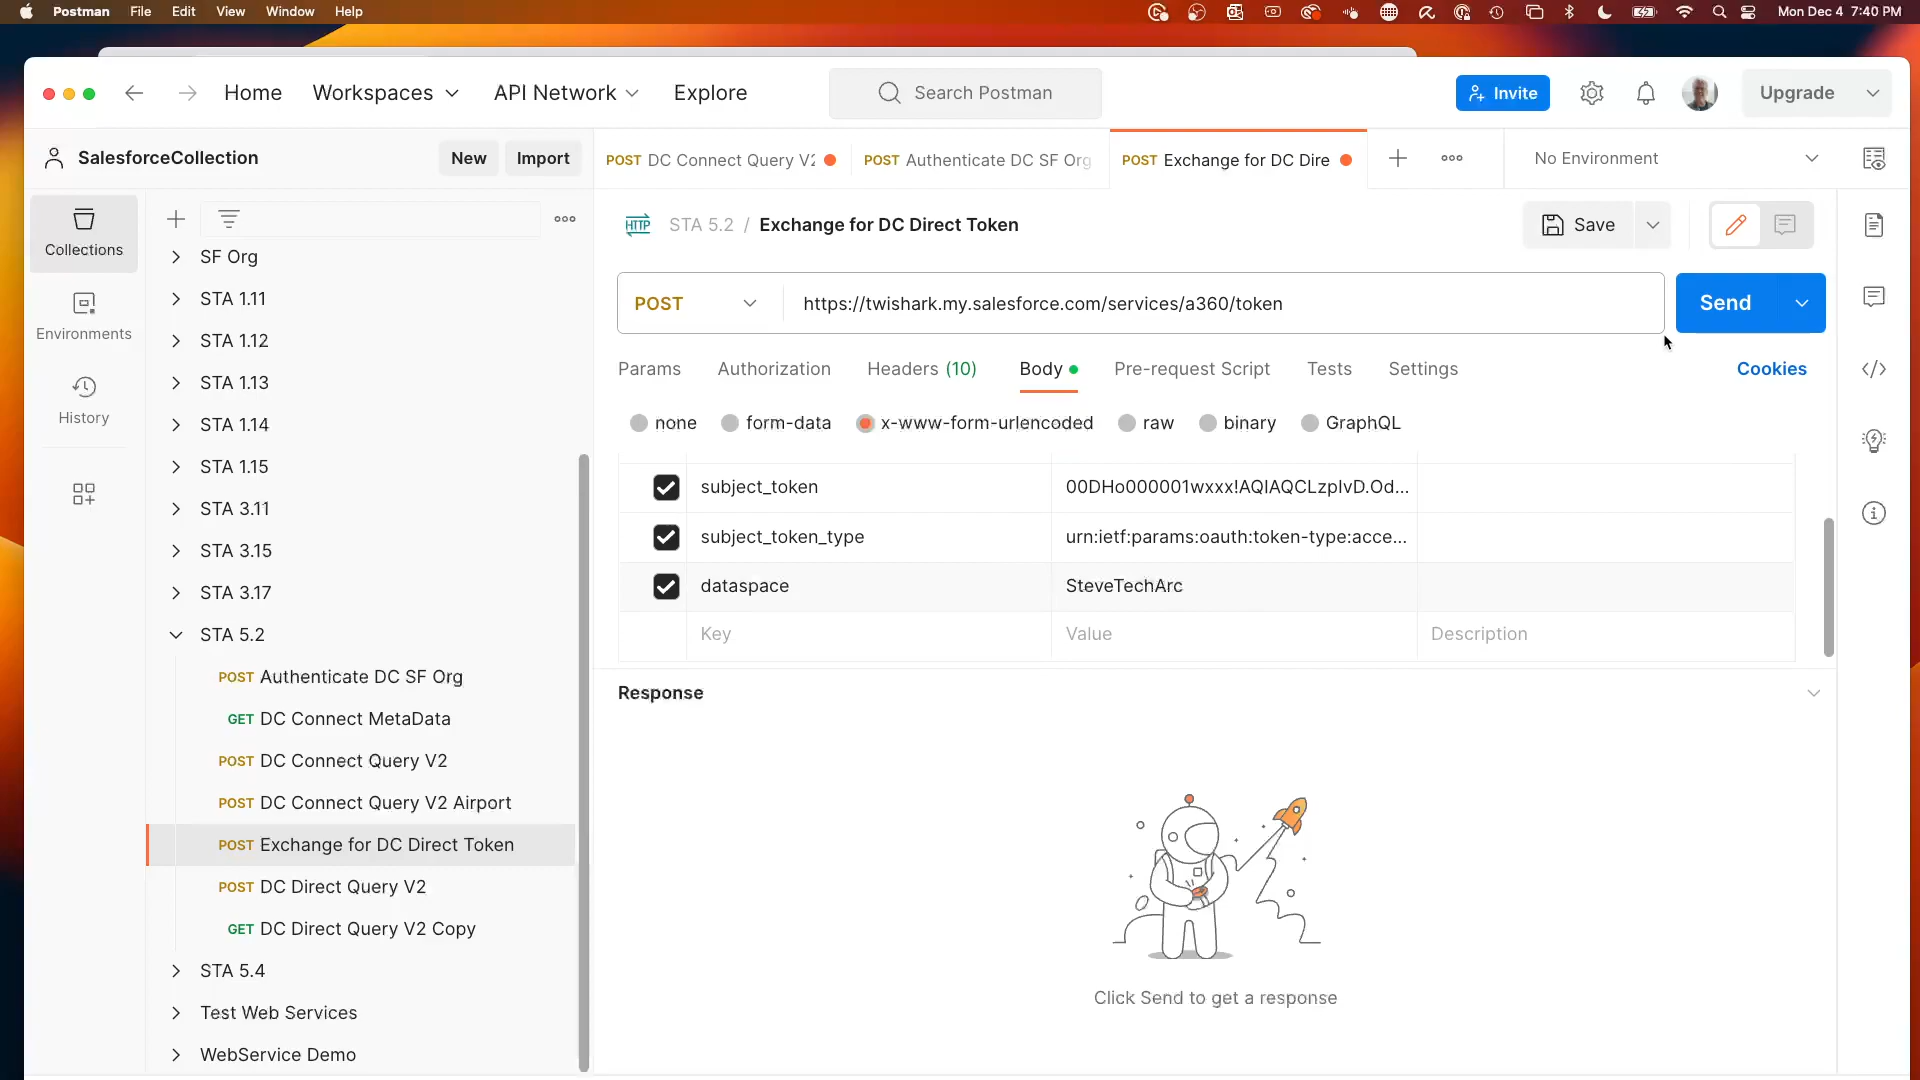 Postman File Edit View Window Help Mon Dec 4 7:40 PM
Home Workspaces API Network Explore Search Postman Invite Upgrade
SalesforceCollection New Import
POST DC Connect Query V2 POST Authenticate DC SF Org POST Exchange for DC Dire No Environment
Collections
Environments
History
SF Org
STA 1.11
STA 1.12
STA 1.13
STA 1.14
STA 1.15
STA 3.11
STA 3.15
STA 3.17
STA 5.2
POST Authenticate DC SF Org
GET DC Connect MetaData
POST DC Connect Query V2
POST DC Connect Query V2 Airport
POST Exchange for DC Direct Token
POST DC Direct Query V2
GET DC Direct Query V2 Copy
STA 5.4
Test Web Services
WebService Demo
HTTP STA 5.2 / Exchange for DC Direct Token Save
POST https://twishark.my.salesforce.com/services/a360/token Send
Params Authorization Headers (10) Body Pre-request Script Tests Settings Cookies
none form-data x-www-form-urlencoded raw binary GraphQL
subject_token 00DHo000001wxxx!AQIAQCLzpIvD.Od...
subject_token_type urn:ietf:params:oauth:token-type:acce...
dataspace SteveTechArc
Key Value Description
Response
Click Send to get a response